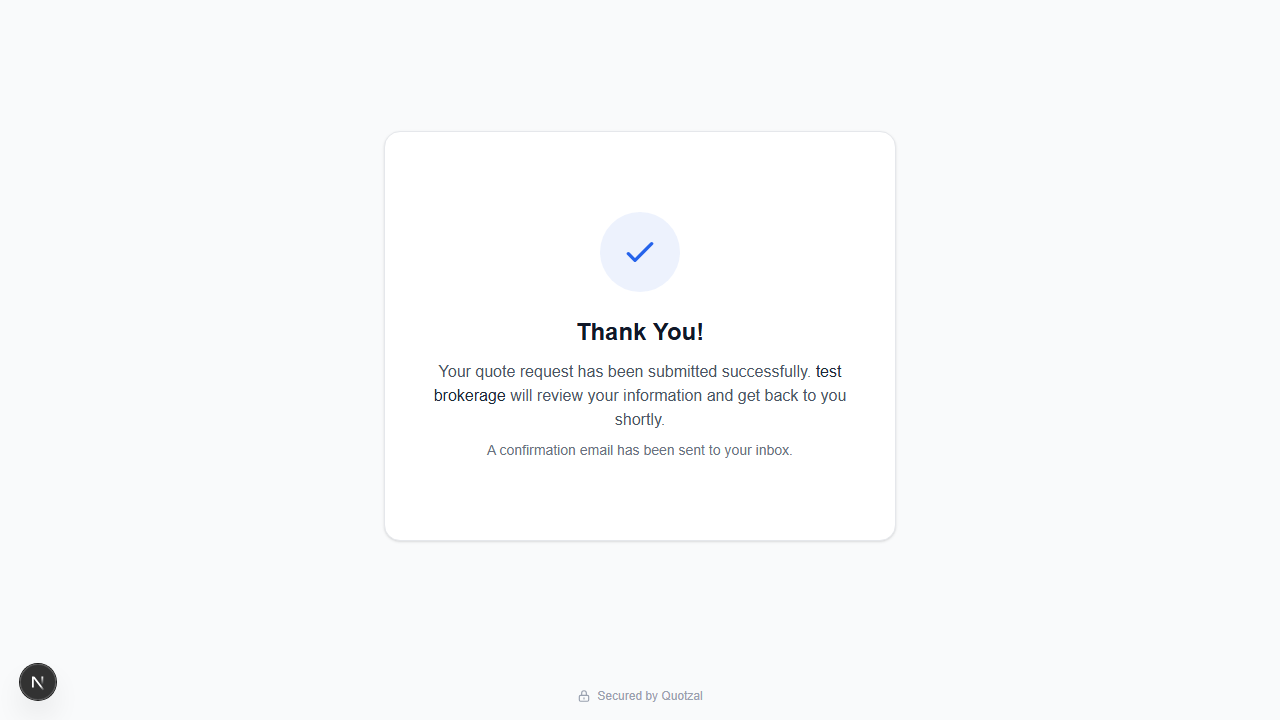 Thank You!
Your quote request has been submitted successfully. test
brokerage will review your information and get back to you
shortly.
A confirmation email has been sent to your inbox.
N
Secured by Quotzal